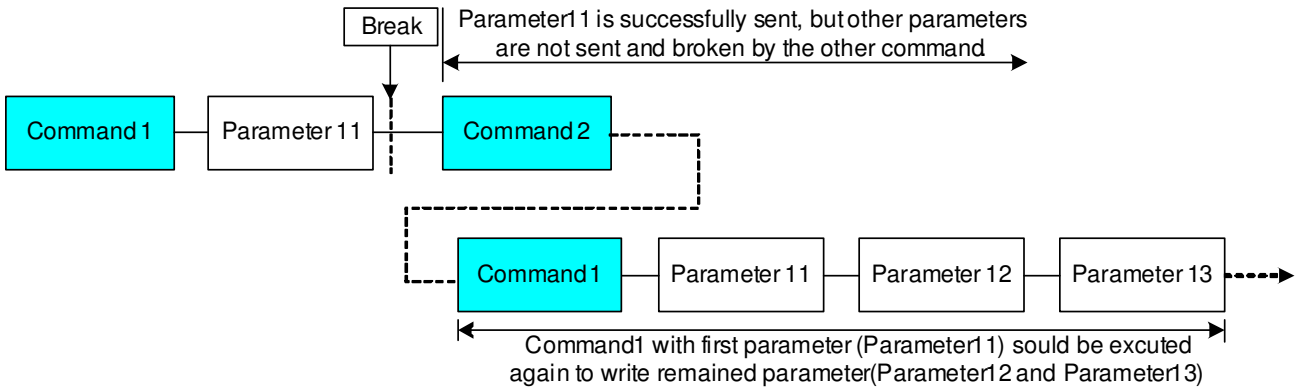 Break
Parameter11 is successfully sent, but other parameters
are not sent and broken by the other command.
Command 1
Parameter 11
Command 2
Command1
Parameter 11
Parameter 12
Parameter 13
Command1 with first parameter (Parameter11) sould be excuted
again to write remained parameter(Parameter12 and Parameter13)